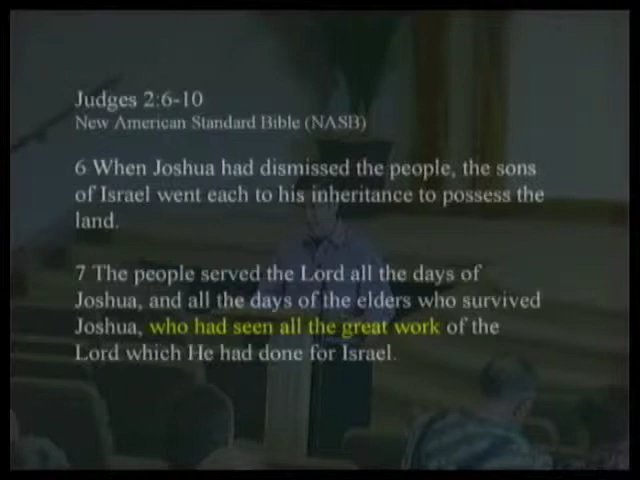 Judges 2:6-10
New American Standard Bible (NASB)
6 When Joshua had dismissed the people, the sons
of Israel went each to his inheritance to possess the
land.
7 The people served the Lord all the days of
Joshua, and all the days of the elders who survived
Joshua, who had seen all the great work of the
Lord which He had done for Israel.